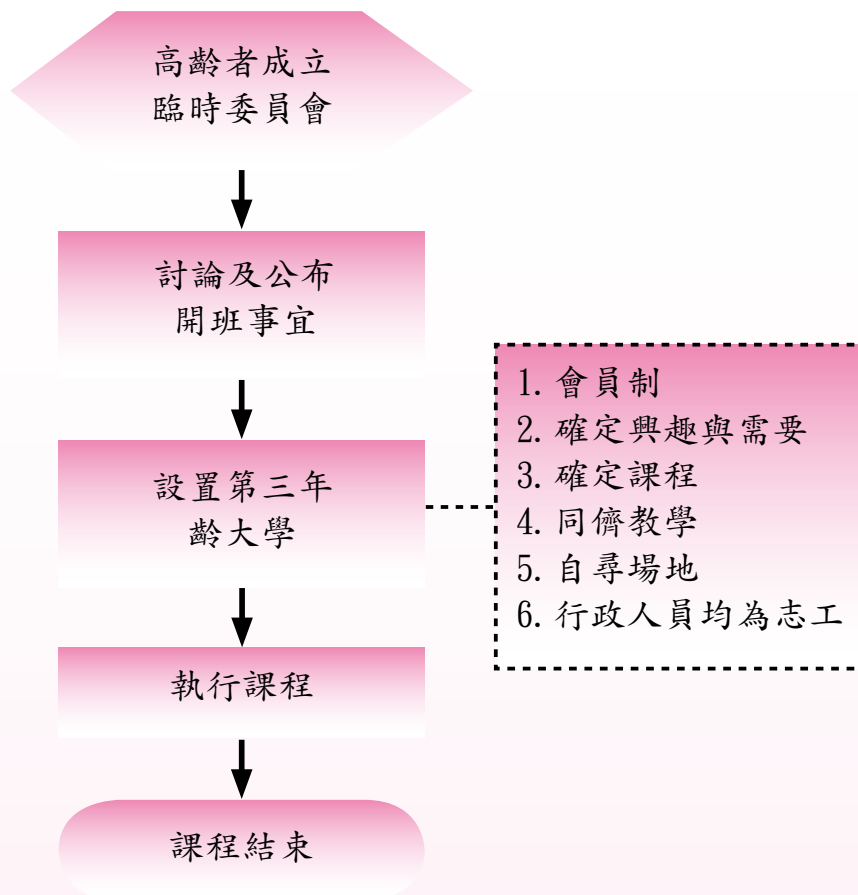 高齡者成立
臨時委員會
討論及公布
開班事宜
設置第三年
齡大學
1. 會員制
2. 確定興趣與需要
3. 確定課程
4. 同儕教學
5. 自尋場地
6. 行政人員均為志工
執行課程
課程結束